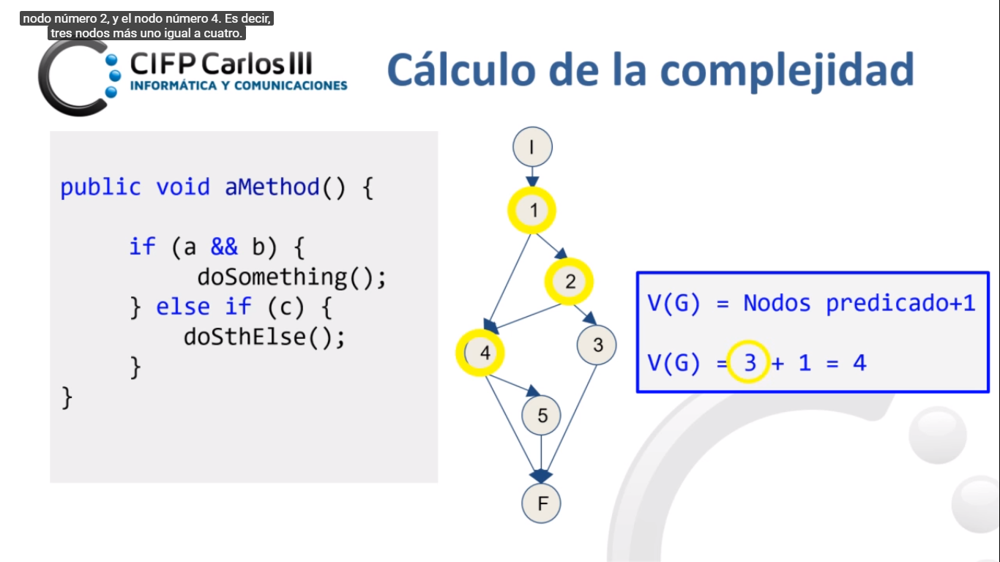 nodo número 2, y el nodo número 4. Es decir,
tres nodos más uno igual a cuatro.
CIFP Carlos III
INFORMÁTICA Y COMUNICACIONES
Cálculo de la complejidad
public void aMethod() {
if (a && b) {
doSomething();
} else if (c) {
doSthElse();
}
}
I
1
2
4
3
5
F
V(G) = Nodos predicado+1
V(G) = 3 + 1 = 4